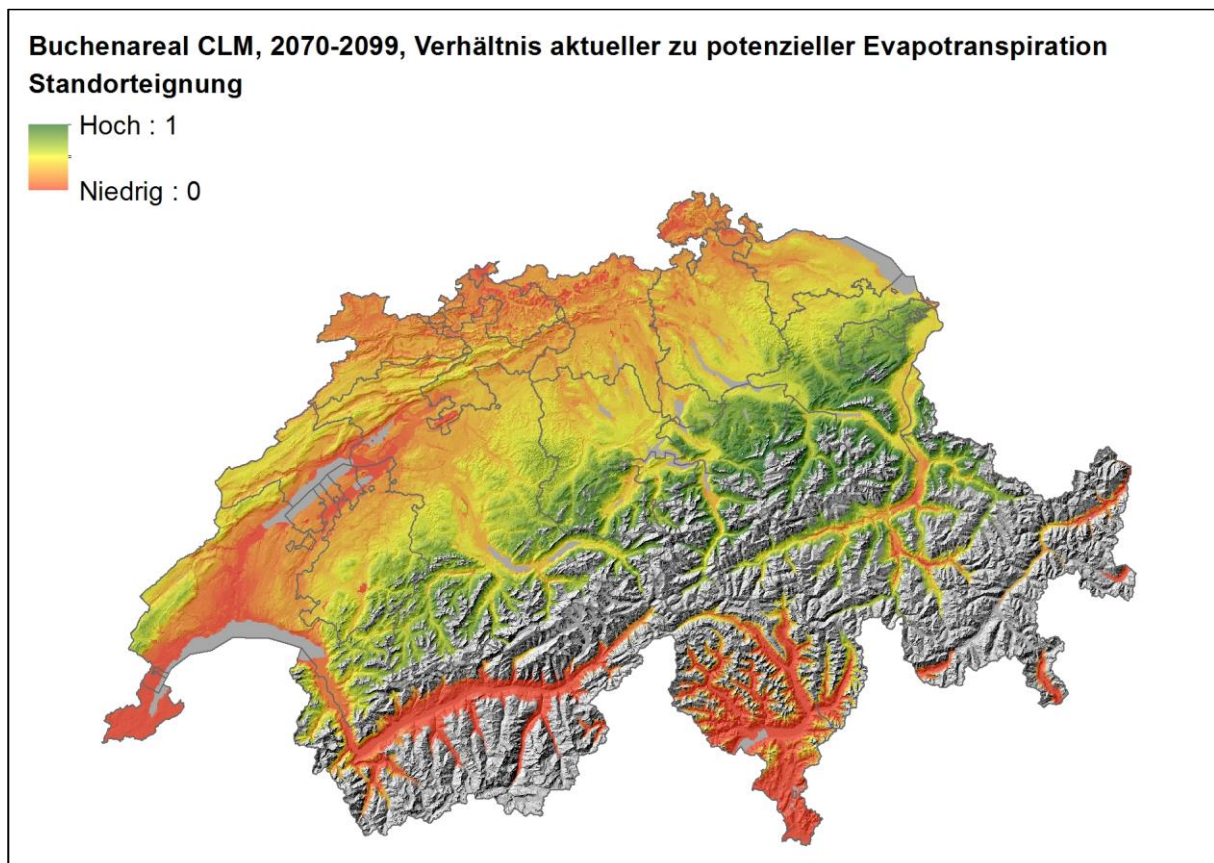 Buchenareal CLM, 2070-2099, Verhältnis aktueller zu potenzieller Evapotranspiration
Standorteignung
Hoch : 1
Niedrig : 0